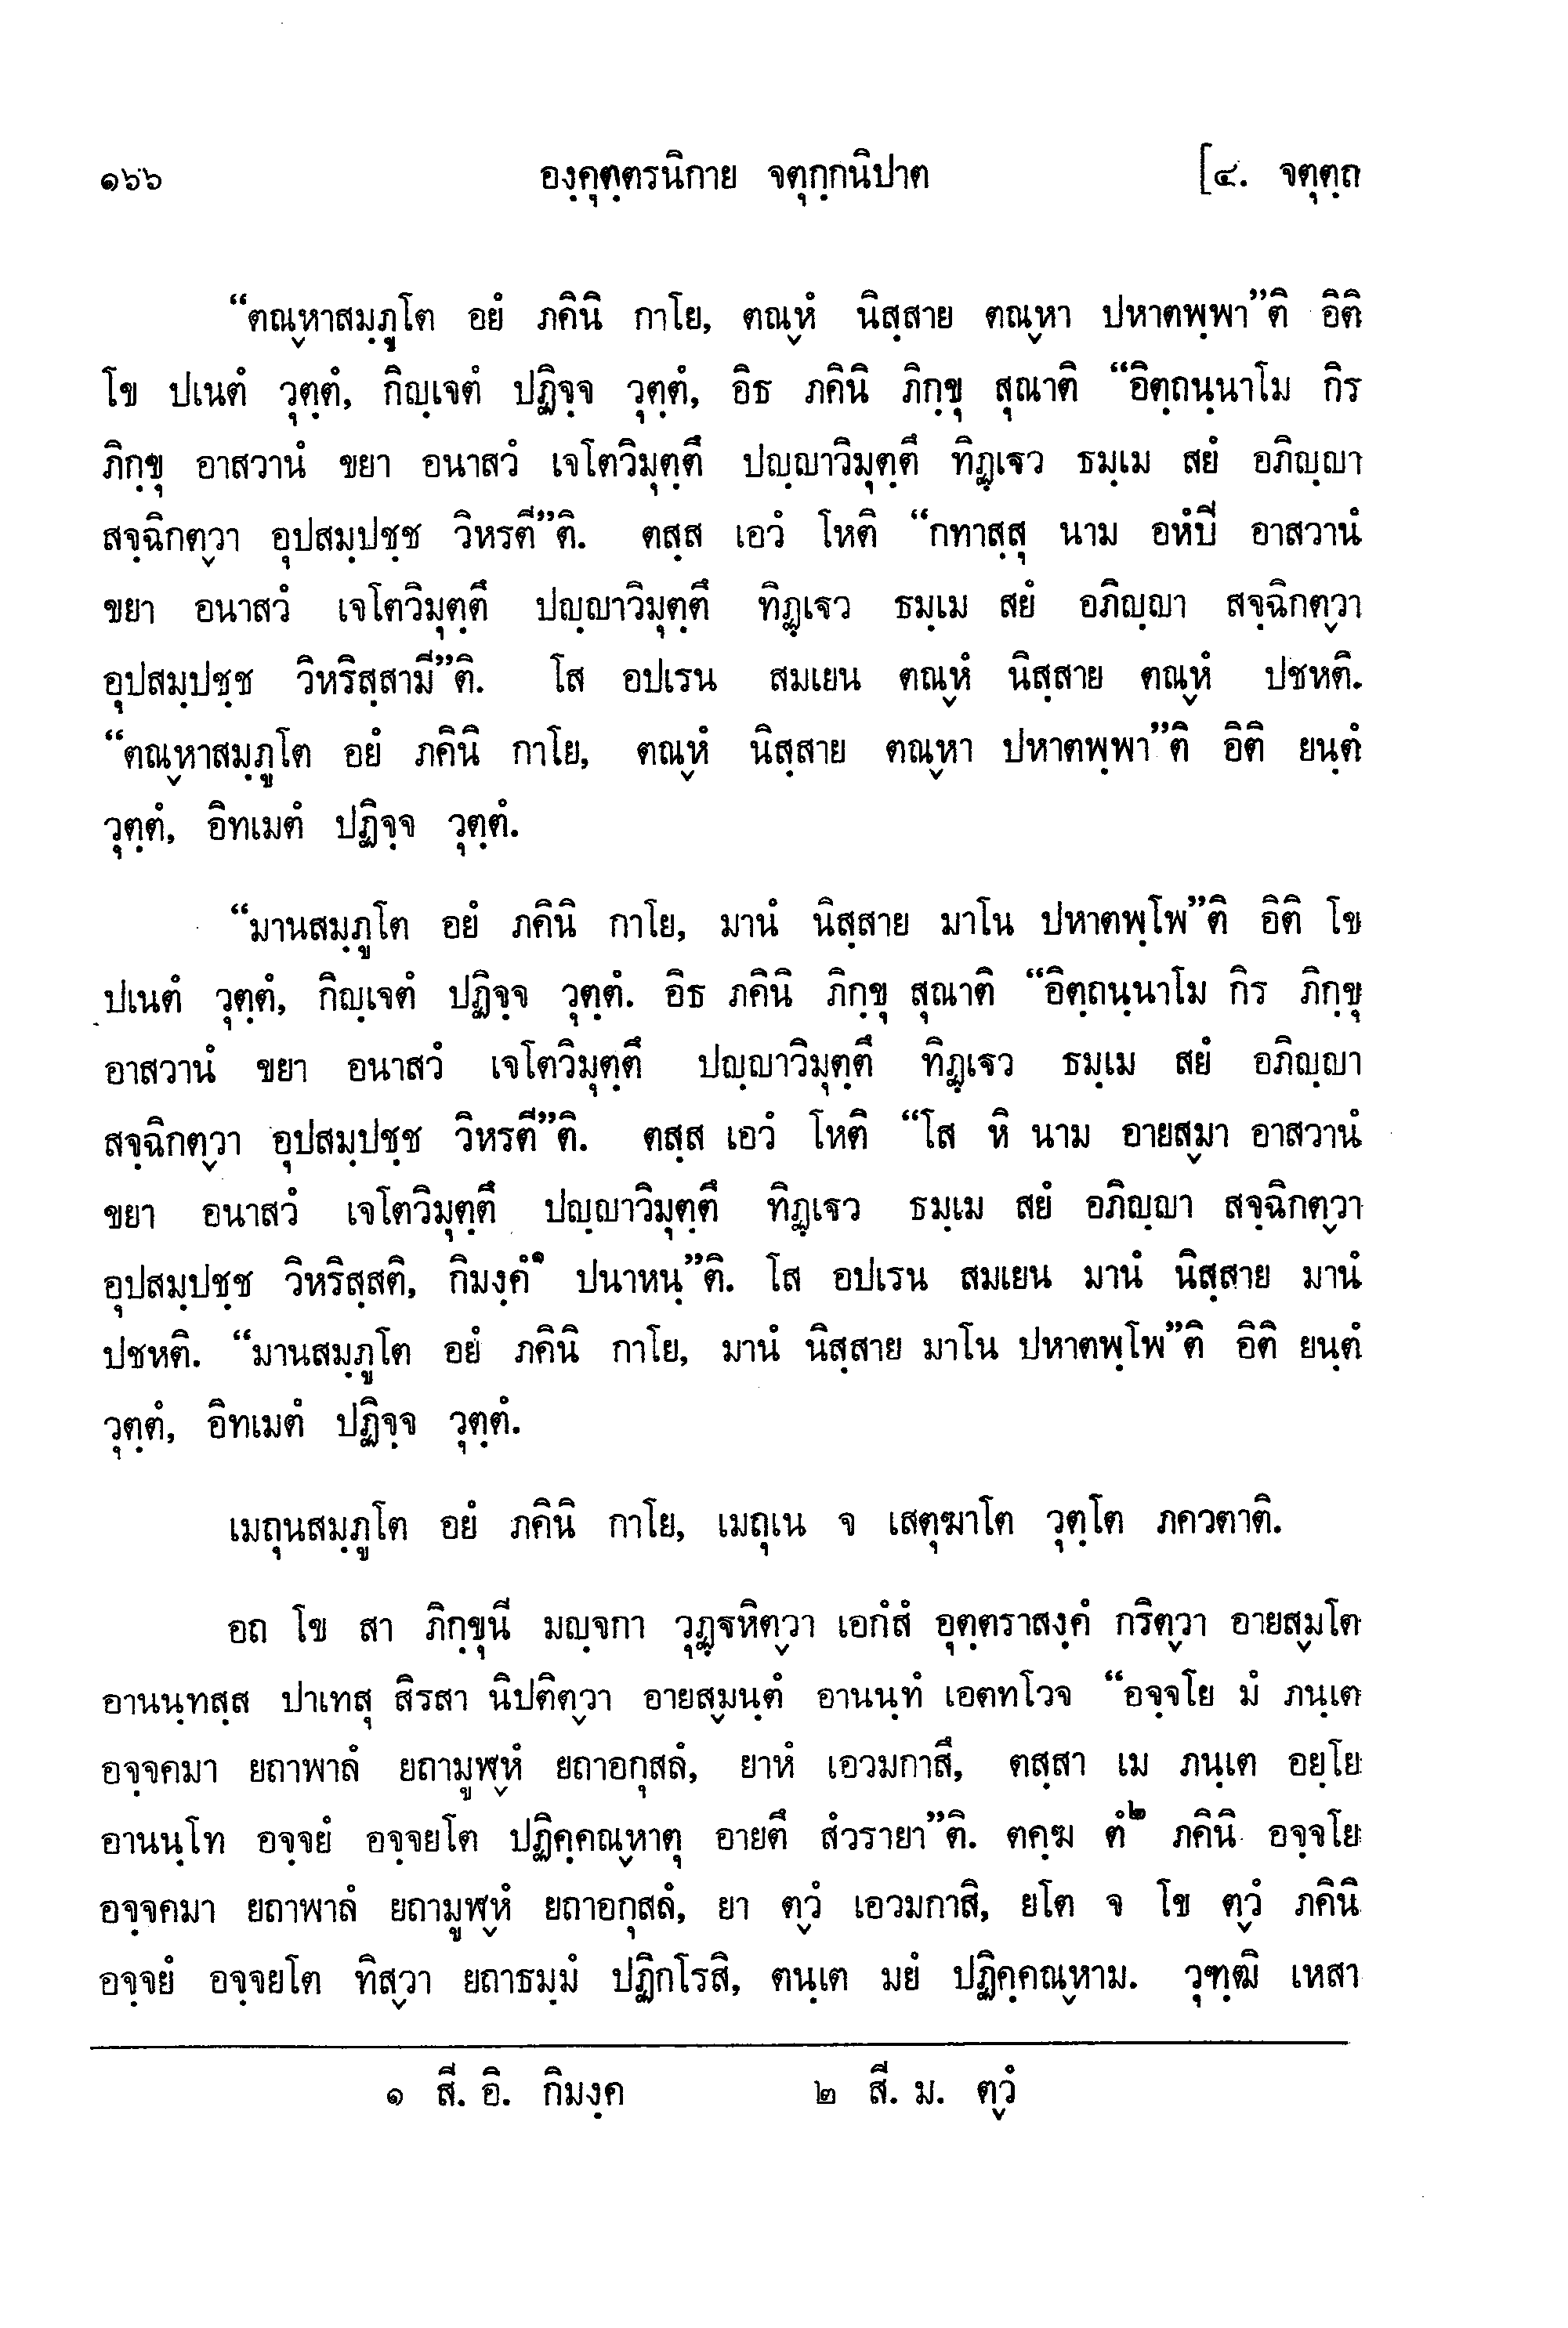 ๑๖๖ องฺคุตฺตรนิกาย จตุกฺกนิปาต [๔. จตุตฺถ
“ตณฺหาสมฺภูโต อยํ ภคินิ กาโย, ตณฺหํ นิสฺสาย ตณฺหา ปหาตพฺพา”ติ อิติ
โข ปเนตํ วุตฺตํ, กิญฺเจตํ ปฏิจฺจ วุตฺตํ, อิธ ภคินิ ภิกฺขุ สุณาติ “อิตฺถนฺนาโม กิร
ภิกฺขุ อาสวานํ ขยา อนาสวํ เจโตวิมุตฺตึ ปญฺญาวิมุตฺตึ ทิฏฺเฐว ธมฺเม สยํ อภิญฺญา
สจฺฉิกตฺวา อุปสมฺปชฺช วิหรตี”ติ. ตสฺส เอวํ โหติ “กทาสฺสุ นาม อหํปี อาสวานํ
ขยา อนาสวํ เจโตวิมุตฺตึ ปญฺญาวิมุตฺตึ ทิฏฺเฐว ธมฺเม สยํ อภิญฺญา สจฺฉิกตฺวา
อุปสมฺปชฺช วิหริสฺสามี”ติ. โส อปเรน สมเยน ตณฺหํ นิสฺสาย ตณฺหํ ปชหติ.
“ตณฺหาสมฺภูโต อยํ ภคินิ กาโย, ตณฺหํ นิสฺสาย ตณฺหา ปหาตพฺพา”ติ อิติ ยนฺตํ
วุตฺตํ, อิทเมตํ ปฏิจฺจ วุตฺตํ.
“มานสมฺภูโต อยํ ภคินิ กาโย, มานํ นิสฺสาย มาโน ปหาตพฺโพ”ติ อิติ โข
ปเนตํ วุตฺตํ, กิญฺเจตํ ปฏิจฺจ วุตฺตํ. อิธ ภคินิ ภิกฺขุ สุณาติ “อิตฺถนฺนาโม กิร ภิกฺขุ
อาสวานํ ขยา อนาสวํ เจโตวิมุตฺตึ ปญฺญาวิมุตฺตึ ทิฏฺเฐว ธมฺเม สยํ อภิญฺญา
สจฺฉิกตฺวา อุปสมฺปชฺช วิหรตี”ติ. ตสฺส เอวํ โหติ “โส หิ นาม อายสฺมา อาสวานํ
ขยา อนาสวํ เจโตวิมุตฺตึ ปญฺญาวิมุตฺตึ ทิฏฺเฐว ธมฺเม สยํ อภิญฺญา สจฺฉิกตฺวา
อุปสมฺปชฺช วิหริสฺสติ, กิมงฺคํ๑ ปนาหนฺ”ติ. โส อปเรน สมเยน มานํ นิสฺสาย มานํ
ปชหติ. “มานสมฺภูโต อยํ ภคินิ กาโย, มานํ นิสฺสาย มาโน ปหาตพฺโพ”ติ อิติ ยนฺตํ
วุตฺตํ, อิทเมตํ ปฏิจฺจ วุตฺตํ.
เมถุนสมฺภูโต อยํ ภคินิ กาโย, เมถุเน จ เสตุฆาโต วุตฺโต ภควตาติ.
อถ โข สา ภิกฺขุนี มญฺจกา วุฏฺฐหิตฺวา เอกํสํ อุตฺตราสงฺคํ กริตฺวา อายสฺมโต
อานนฺทสฺส ปาเทสุ สิรสา นิปติตฺวา อายสฺมนฺตํ อานนฺทํ เอตทโวจ “อจฺจโย มํ ภนฺเต
อจฺจคมา ยถาพาลํ ยถามูฬฺหํ ยถาอกุสลํ, ยาหํ เอวมกาสึ, ตสฺสา เม ภนฺเต อยฺโย
อานนฺโท อจฺจยํ อจฺจยโต ปฏิคฺคณฺหาตุ อายตึ สํวรายา”ติ. ตคฺฆ ตํ๒ ภคินิ อจฺจโย
อจฺจคมา ยถาพาลํ ยถามูฬฺหํ ยถาอกุสลํ, ยา ตฺวํ เอวมกาสิ, ยโต จ โข ตฺวํ ภคินิ
อจฺจยํ อจฺจยโต ทิสฺวา ยถาธมฺมํ ปฏิกโรสิ, ตนฺเต มยํ ปฏิคฺคณฺหาม. วุฑฺฒิ เหสา
๑ สี. อิ. กิมงฺค ๒ สี. ม. ตฺวํ